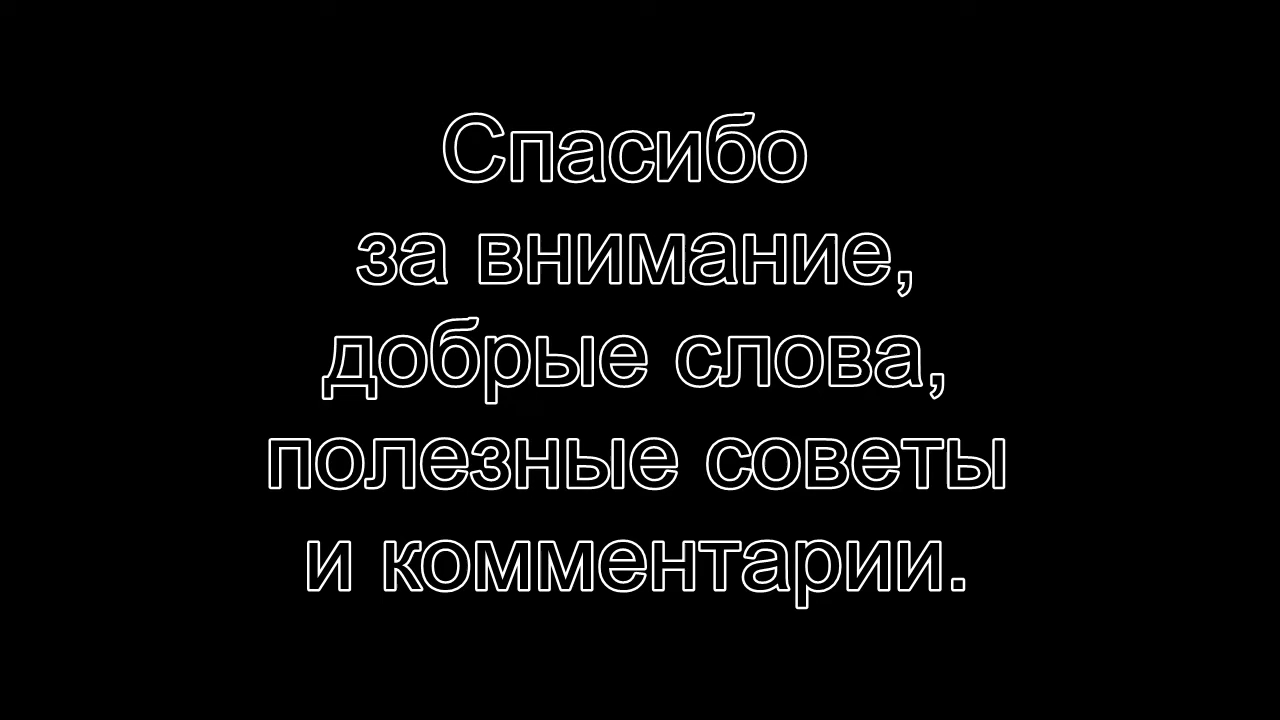 Спасибо
за внимание,
добрые слова,
полезные советы
и комментарии.